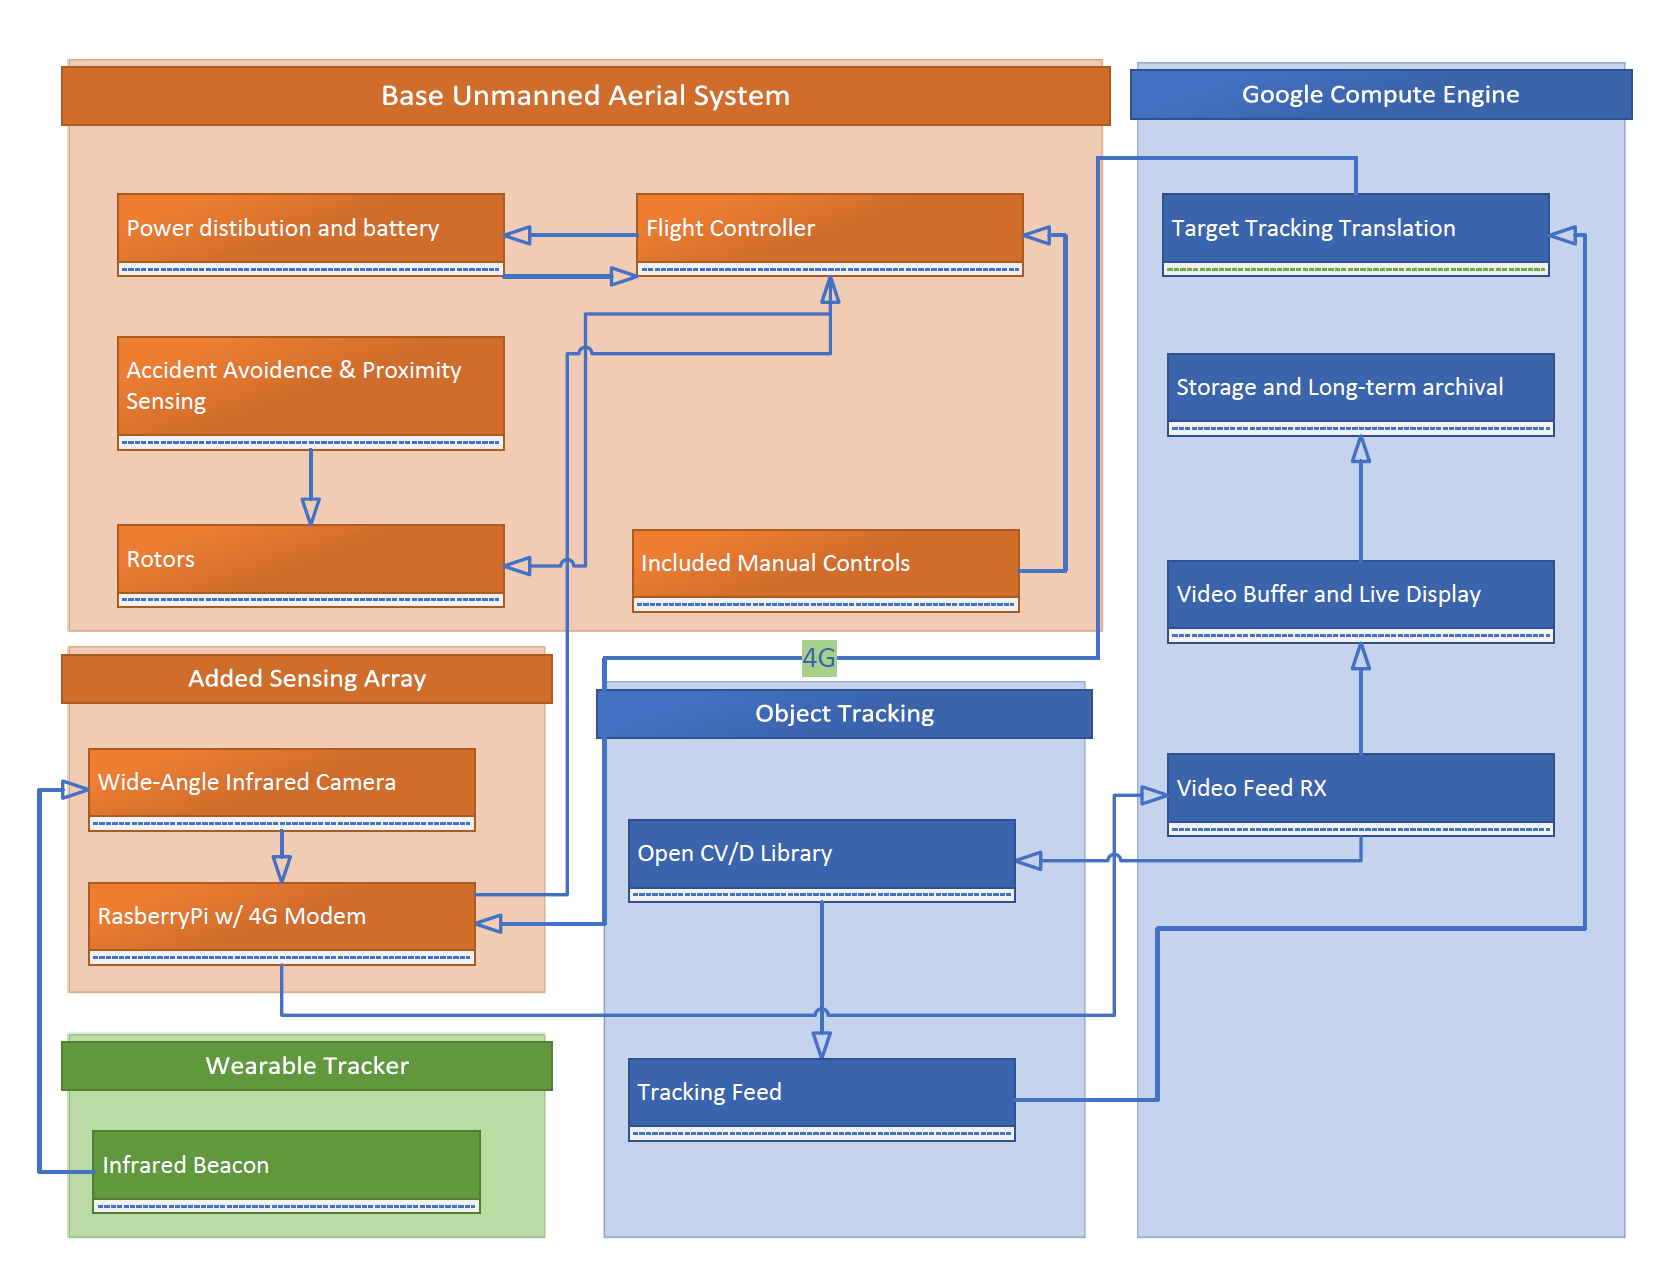 Base Unmanned Aerial System
Power distibution and battery
Flight Controller
Accident Avoidence & Proximity
Sensing
Rotors
Included Manual Controls
Google Compute Engine
Target Tracking Translation
Storage and Long-term archival
Video Buffer and Live Display
Video Feed RX
4G
Added Sensing Array
Wide-Angle Infrared Camera
RasberryPi w/ 4G Modem
Object Tracking
Open CV/D Library
Tracking Feed
Wearable Tracker
Infrared Beacon